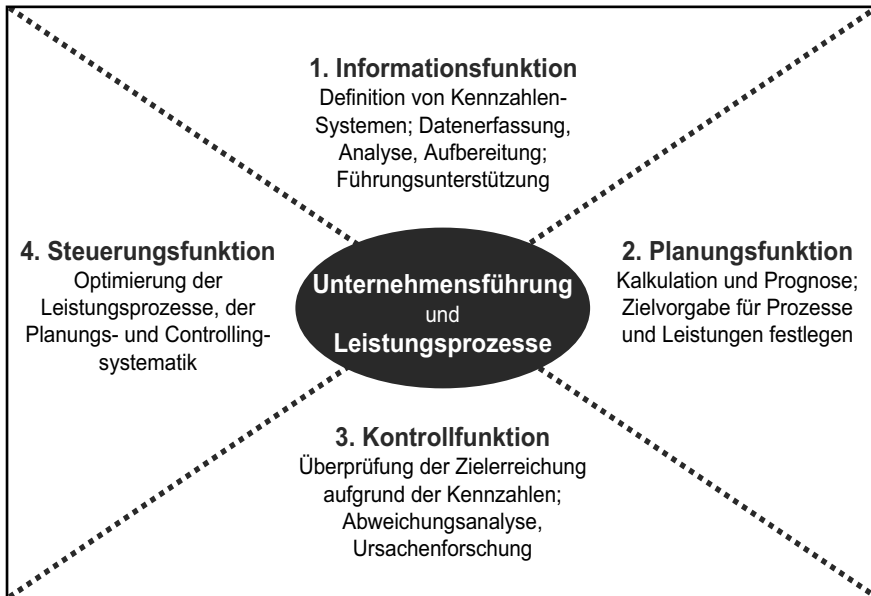 1. Informationsfunktion
Definition von Kennzahlen-
Systemen; Datenerfassung,
Analyse, Aufbereitung;
Führungsunterstützung
4. Steuerungsfunktion
Optimierung der
Leistungsprozesse, der
Planungs- und Controlling-
systematik
Unternehmensführung
und
Leistungsprozesse
2. Planungsfunktion
Kalkulation und Prognose;
Zielvorgabe für Prozesse
und Leistungen festlegen
3. Kontrollfunktion
Überprüfung der Zielerreichung
aufgrund der Kennzahlen;
Abweichungsanalyse,
Ursachenforschung